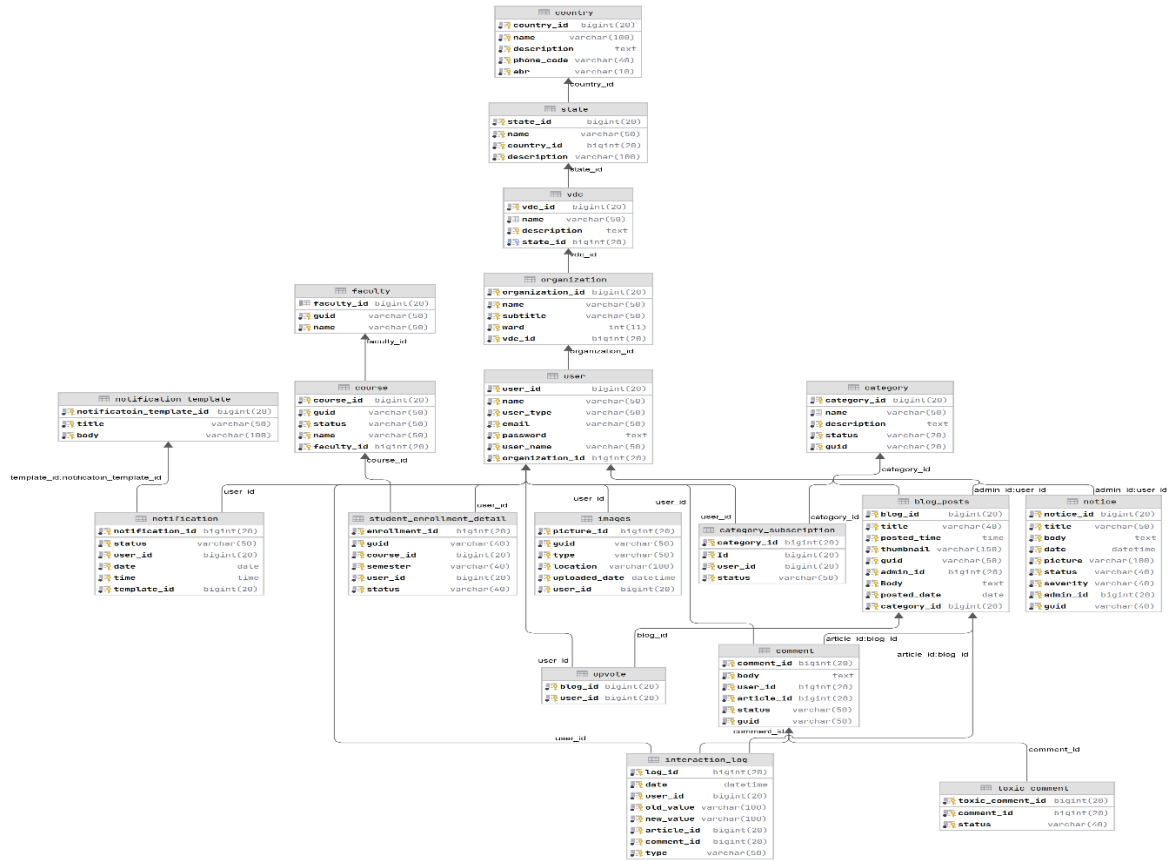 country
country_id bigint(20)
name varchar(100)
description text
phone_code varchar(40)
abr varchar(10)
country_id
state
state_id bigint(20)
name varchar(50)
country_id bigint(20)
description varchar(100)
state_id
vdc
vdc_id bigint(20)
name varchar(50)
description text
state_id bigint(20)
vdc_id
organization
organization_id bigint(20)
name varchar(50)
subtitle varchar(50)
ward int(11)
vdc_id bigint(20)
organization_id
faculty
faculty_id bigint(20)
guid varchar(50)
name varchar(50)
faculty_id
user
user_id bigint(20)
name varchar(50)
user_type varchar(50)
email varchar(50)
password text
user_name varchar(50)
organization_id bigint(20)
course
course_id bigint(20)
guid varchar(50)
status varchar(50)
name varchar(50)
faculty_id bigint(20)
course_id
category
category_id bigint(20)
name varchar(50)
description text
status varchar(50)
guid varchar(20)
category_id
notification_template
notificatoin_template_id bigint(20)
title varchar(50)
body varchar(100)
template_id:notificatoin_template_id
user_id
user_id
user_id
user_id
user_id
category_id
admin_id:user_id
admin_id:user_id
notification
notification_id bigint(20)
status varchar(50)
user_id bigint(20)
date date
time time
template_id bigint(20)
student_enrollment_detail
enrollment_id bigint(20)
guid varchar(40)
course_id bigint(20)
semester varchar(40)
user_id bigint(20)
status varchar(40)
images
picture_id bigint(20)
guid varchar(50)
type varchar(50)
location varchar(100)
uploaded_date datetime
user_id bigint(20)
category_subscription
category_id bigint(20)
Id bigint(20)
user_id bigint(20)
status varchar(50)
blog_posts
blog_id bigint(20)
title varchar(40)
posted_time time
thumbnail varchar(150)
guid varchar(50)
admin_id bigint(20)
Body text
posted_date date
category_id bigint(20)
notice
notice_id bigint(20)
title varchar(50)
body text
date datetime
picture varchar(100)
status varchar(40)
severity varchar(40)
admin_id bigint(20)
guid varchar(40)
blog_id
article_id:blog_id
article_id:blog_id
user_id
upvote
blog_id bigint(20)
user_id bigint(20)
comment
comment_id bigint(20)
body text
user_id bigint(20)
article_id bigint(20)
status varchar(50)
guid varchar(50)
user_id
comment_id
comment_id
interaction_log
log_id bigint(20)
date datetime
user_id bigint(20)
old_value varchar(100)
new_value varchar(100)
article_id bigint(20)
comment_id bigint(20)
type varchar(50)
toxic_comment
toxic_comment_id bigint(20)
comment_id bigint(20)
status varchar(40)